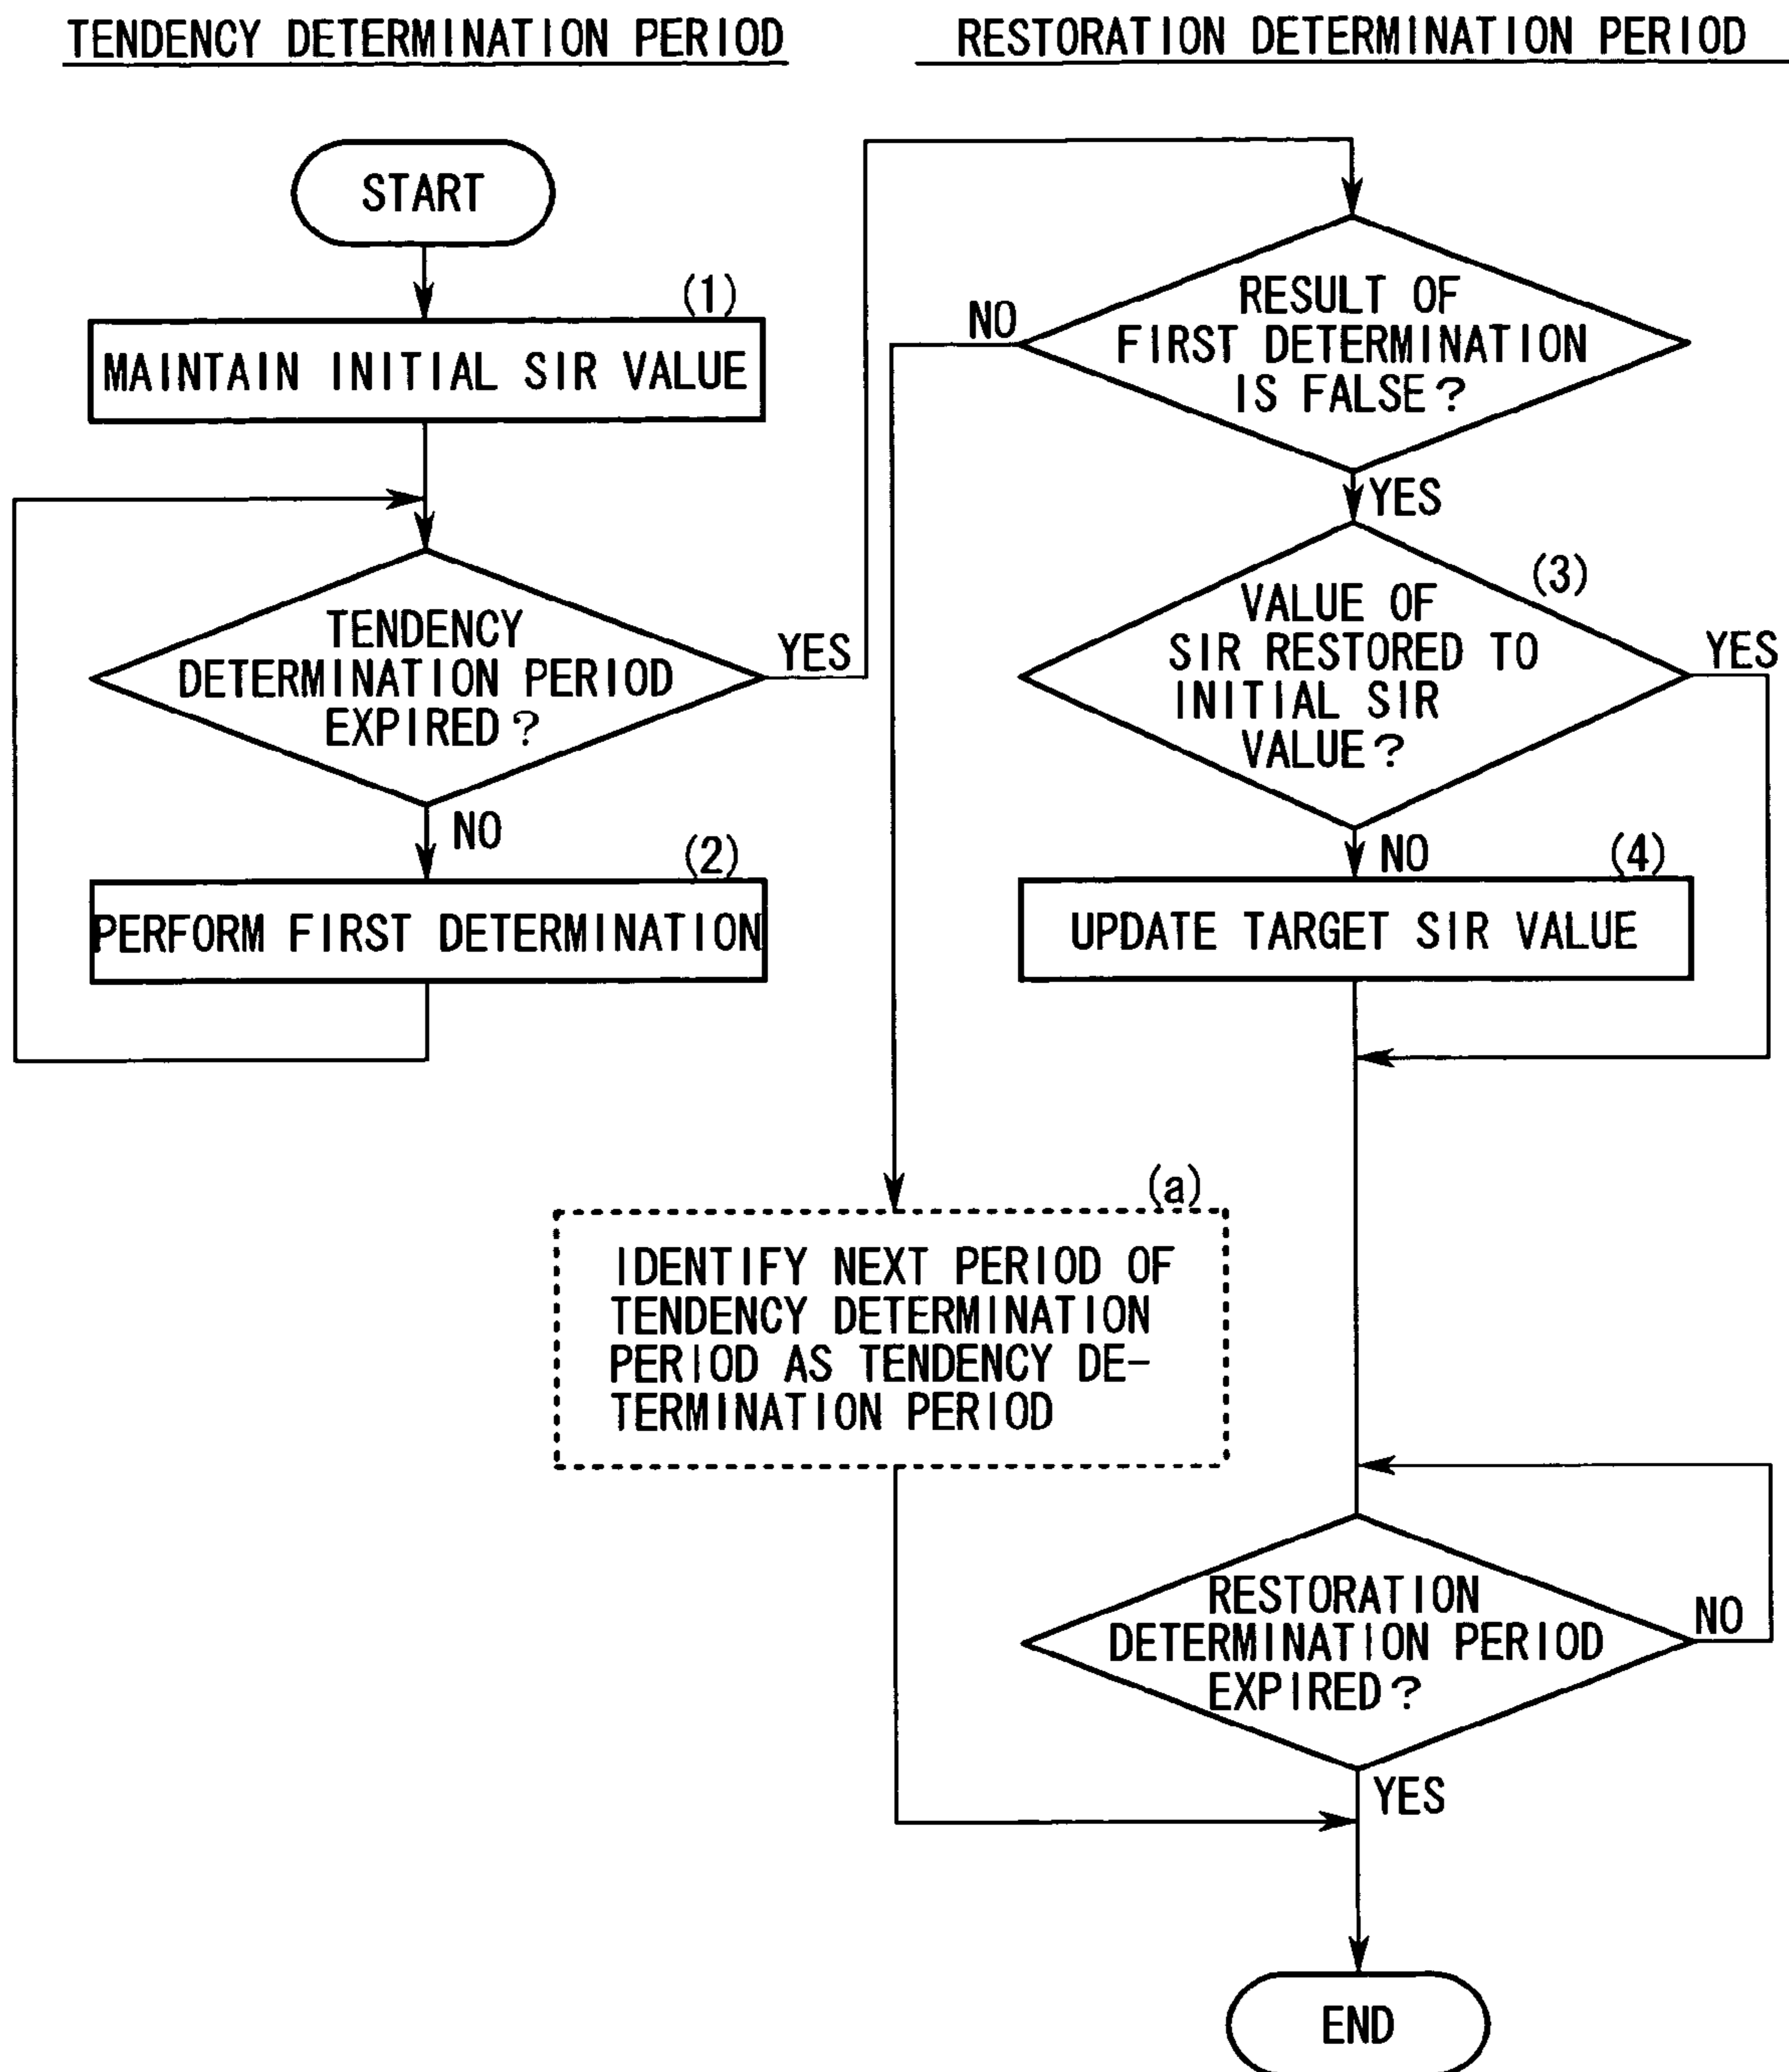 TENDENCY DETERMINATION PERIOD
START
(1)
MAINTAIN INITIAL SIR VALUE
TENDENCY
DETERMINATION PERIOD
EXPIRED?
YES
NO
(2)
PERFORM FIRST DETERMINATION
RESTORATION DETERMINATION PERIOD
RESULT OF
FIRST DETERMINATION
IS FALSE?
NO
YES
(3)
VALUE OF
SIR RESTORED TO
INITIAL SIR
VALUE?
YES
NO
(4)
UPDATE TARGET SIR VALUE
(a)
IDENTIFY NEXT PERIOD OF
TENDENCY DETERMINATION
PERIOD AS TENDENCY DE-
TERMINATION PERIOD
RESTORATION
DETERMINATION PERIOD
EXPIRED?
NO
YES
END